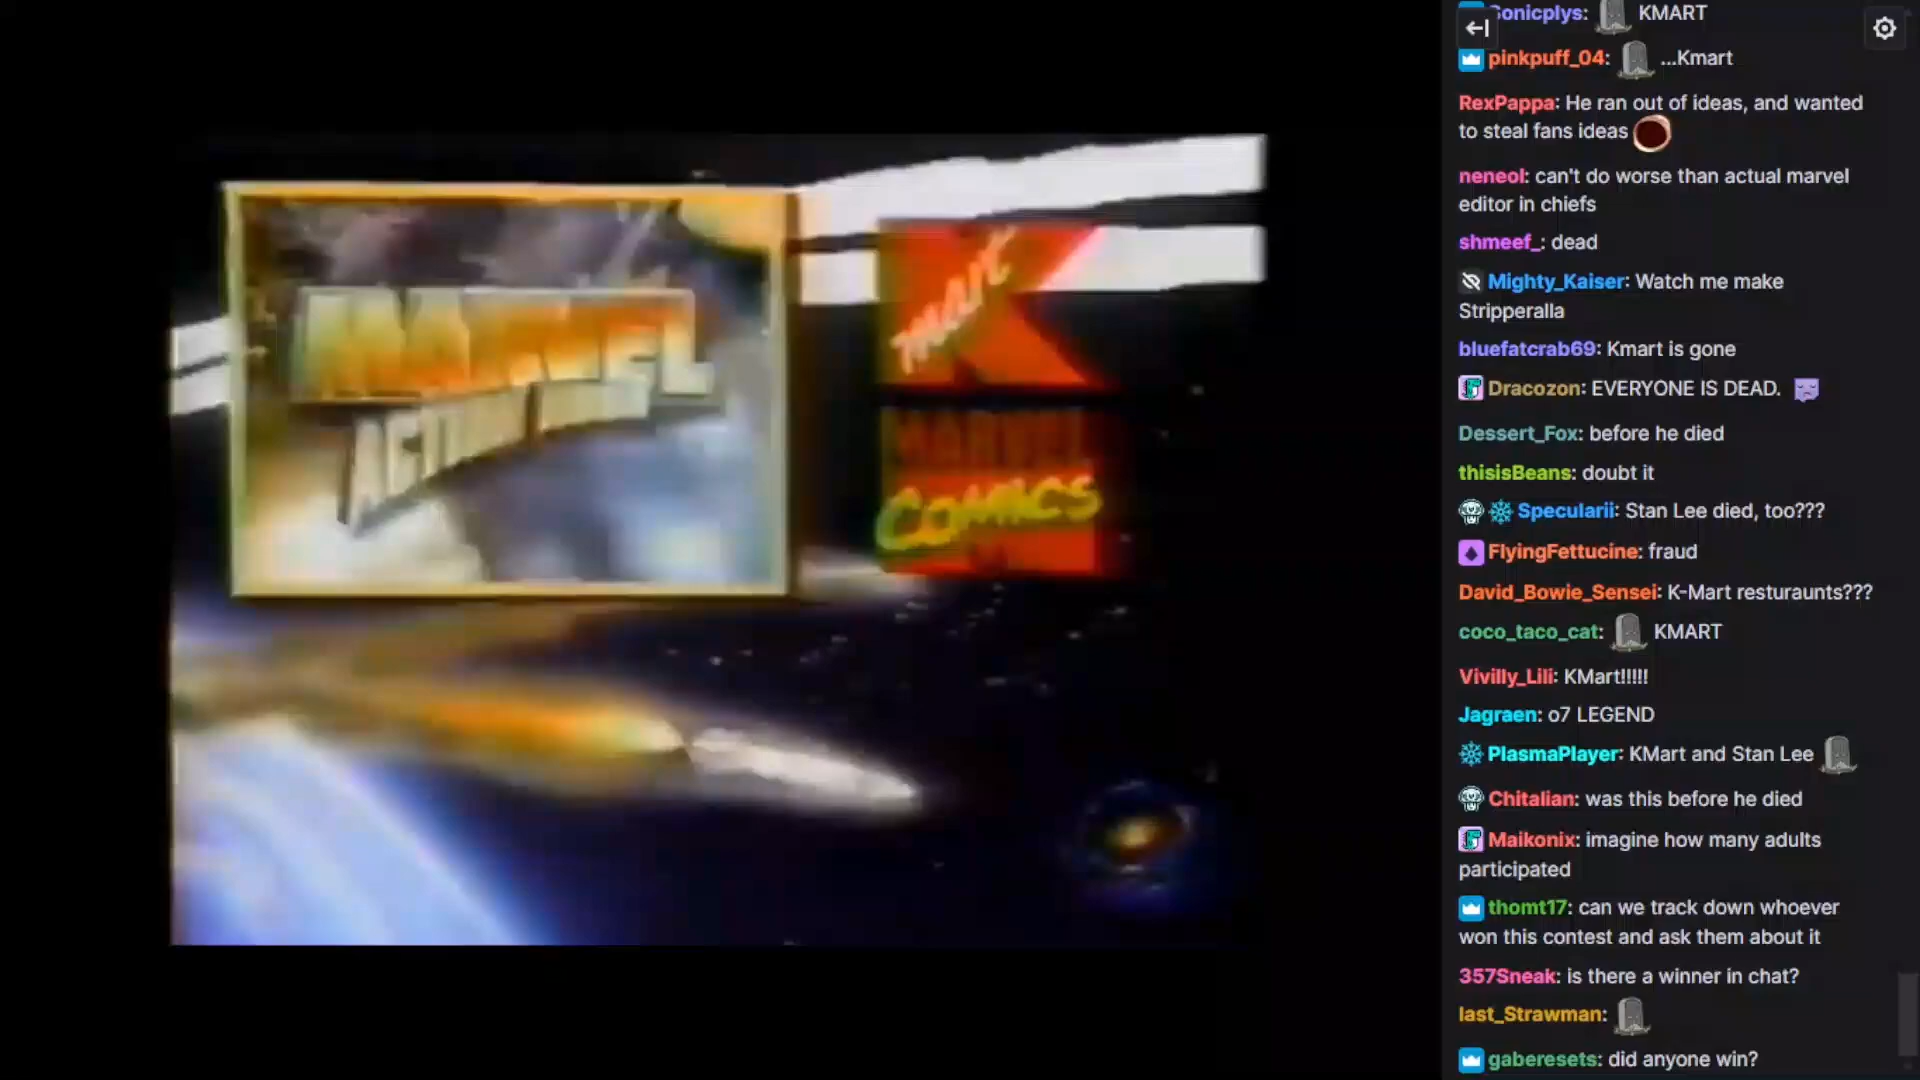 MARVEL
ACTION HOUR
mart
K
MARVEL
COMICS
Sonicplys: KMART
pinkpuff_04: ...Kmart
RexPappa: He ran out of ideas, and wanted
to steal fans ideas
neneol: can't do worse than actual marvel
editor in chiefs
shmeef_: dead
Mighty_Kaiser: Watch me make
Stripperalla
bluefatcrab69: Kmart is gone
Dracozon: EVERYONE IS DEAD.
Dessert_Fox: before he died
thisisBeans: doubt it
Specularii: Stan Lee died, too???
FlyingFettucine: fraud
David_Bowie_Sensei: K-Mart resturaunts???
coco_taco_cat: KMART
Vivilly_Lili: KMart!!!!!
Jagraen: o7 LEGEND
PlasmaPlayer: KMart and Stan Lee
Chitalian: was this before he died
Maikonix: imagine how many adults
participated
thomt17: can we track down whoever
won this contest and ask them about it
357Sneak: is there a winner in chat?
last_Strawman:
gaberesets: did anyone win?